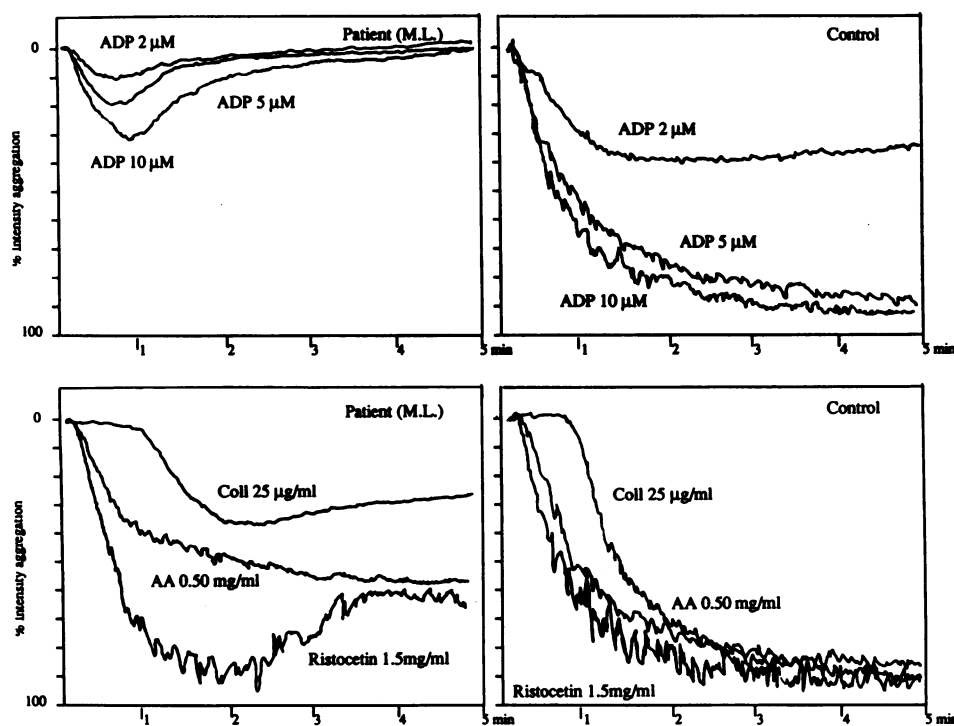 Patient (M.L.)
0
ADP 2 µM
ADP 5 µM
ADP 10 µM
% intensity aggregation
100
1 2 3 4 5 min
Control
ADP 2 µM
ADP 5 µM
ADP 10 µM
1 2 3 4 5 min
Patient (M.L.)
0
Coll 25 µg/ml
AA 0.50 mg/ml
Ristocetin 1.5mg/ml
% intensity aggregation
100
1 2 3 4 5 min
Control
Coll 25 µg/ml
AA 0.50 mg/ml
Ristocetin 1.5mg/ml
1 2 3 4 5 min